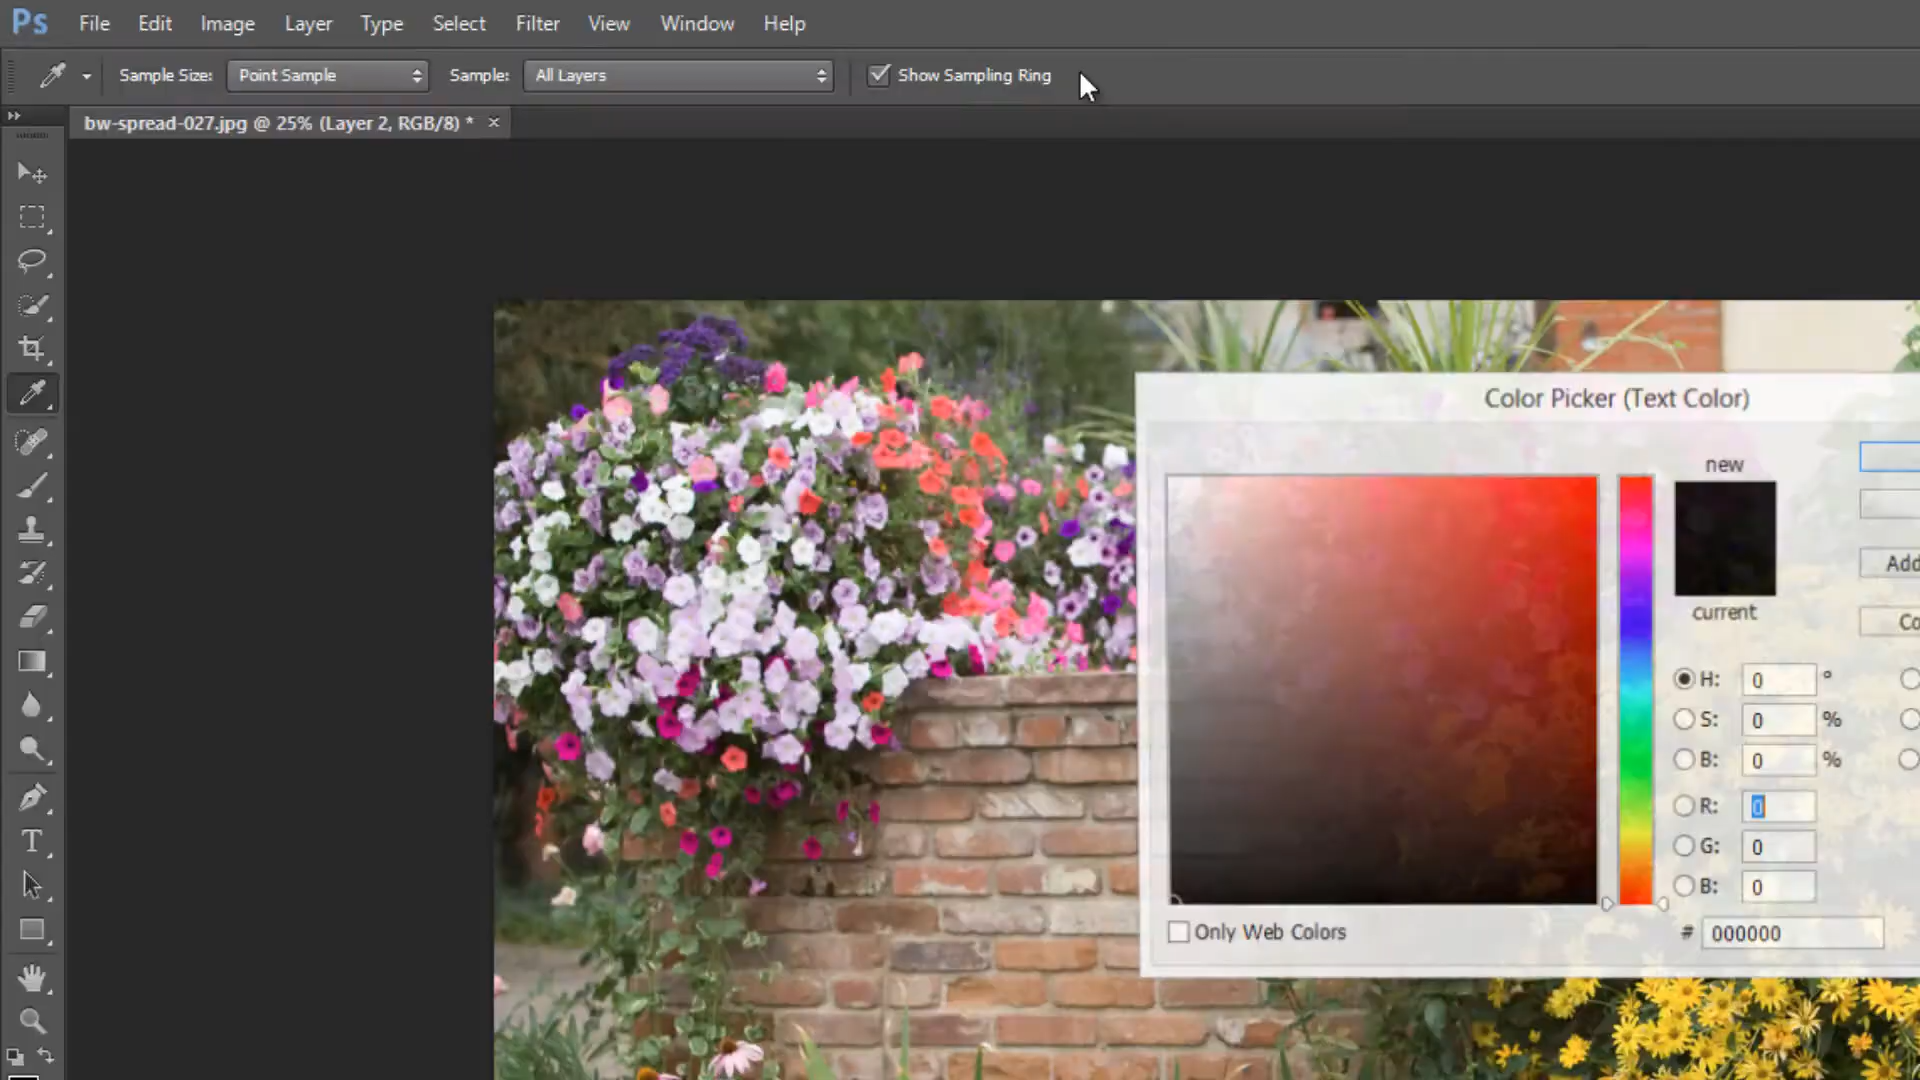 Ps File Edit Image Layer Type Select Filter View Window Help
Sample Size: Point Sample Sample: All Layers Show Sampling Ring
bw-spread-027.jpg @ 25% (Layer 2, RGB/8) * ×
Color Picker (Text Color)
new
current
Add
Co
H: 0 °
S: 0 %
B: 0 %
R: 0
G: 0
B: 0
Only Web Colors
# 000000
T